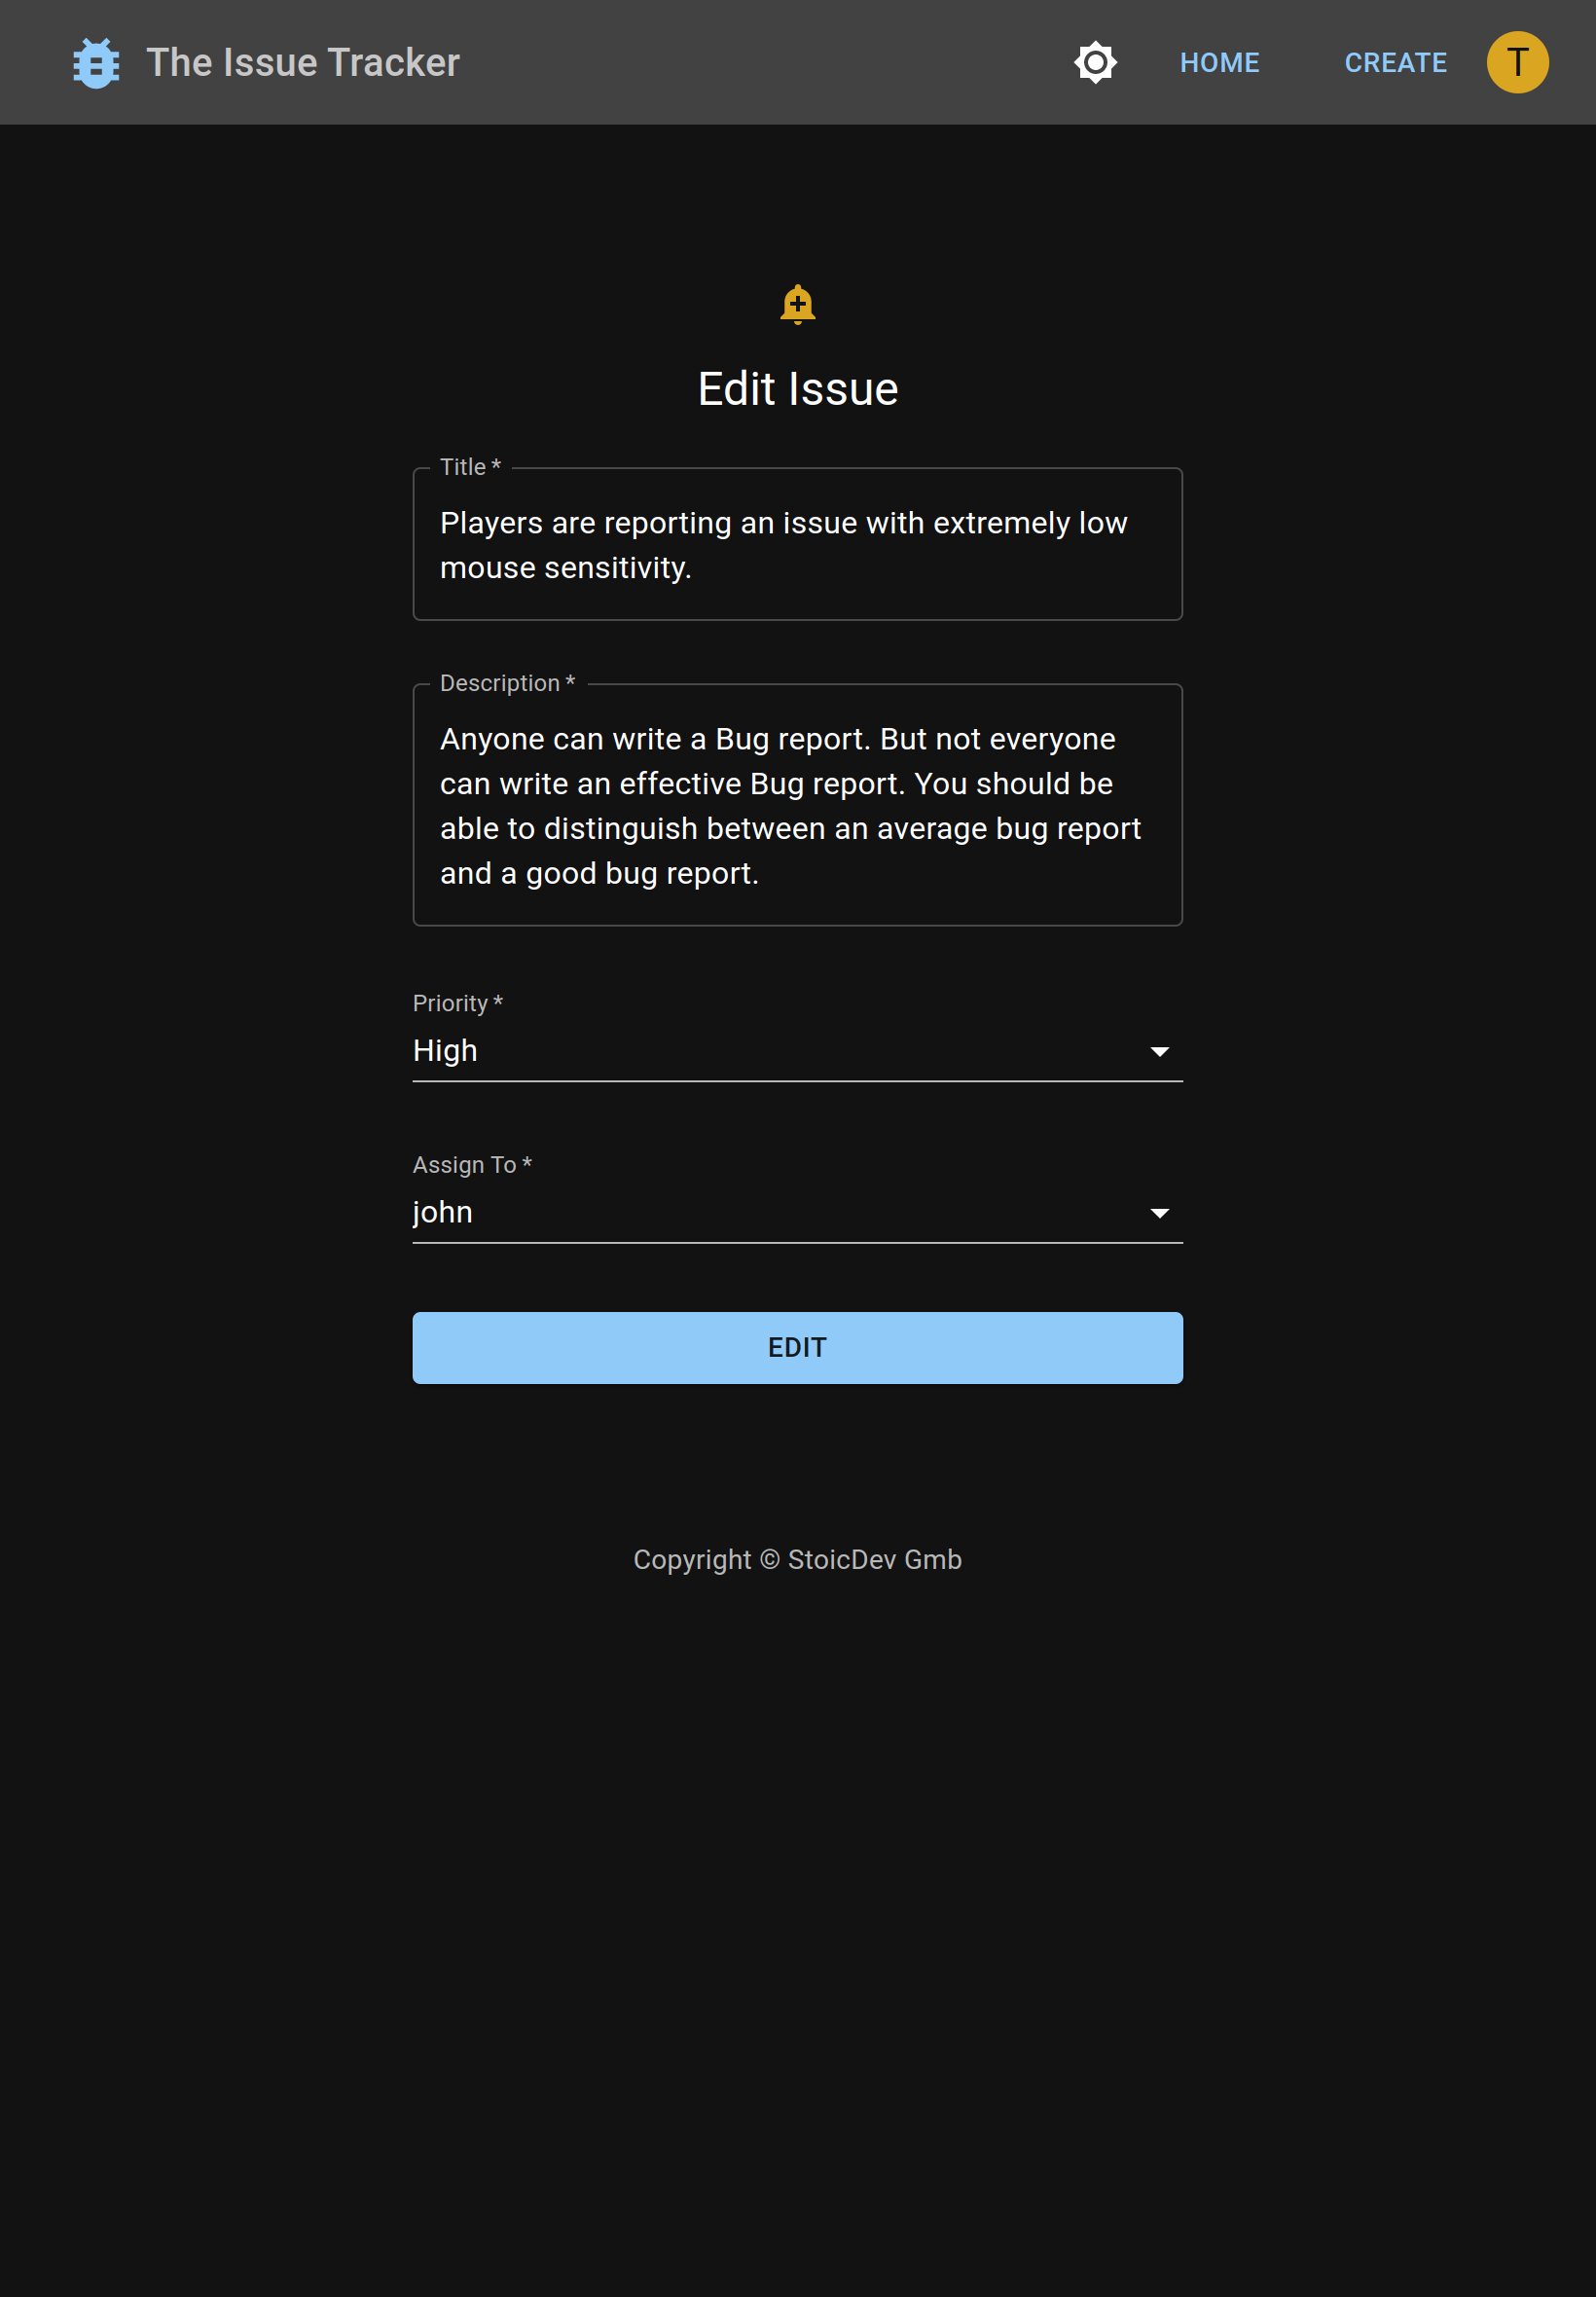 The Issue Tracker
HOME
CREATE
T
Edit Issue
Title *
Players are reporting an issue with extremely low
mouse sensitivity.
Description *
Anyone can write a Bug report. But not everyone
can write an effective Bug report. You should be
able to distinguish between an average bug report
and a good bug report.
Priority *
High
Assign To *
john
EDIT
Copyright © StoicDev Gmb